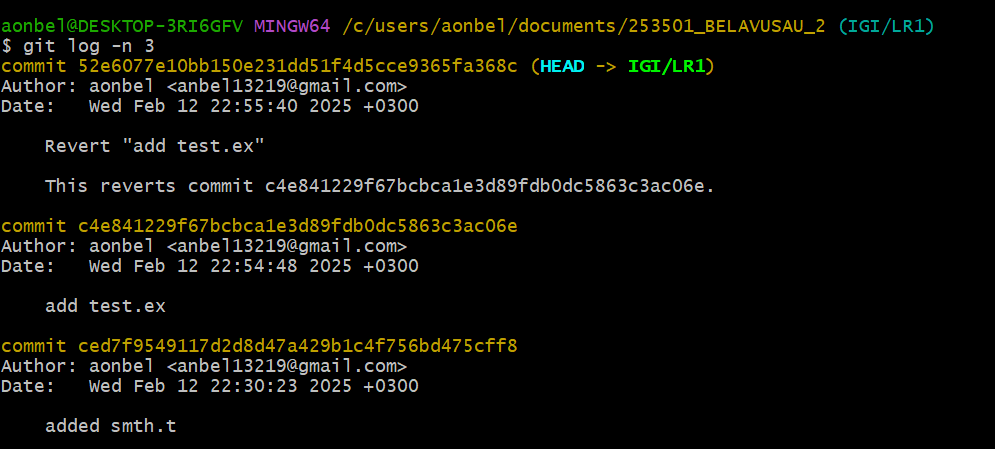 aonbel@DESKTOP-3RI6GFV MINGW64 /c/users/aonbel/documents/253501_BELAVUSAU_2 (IGI/LR1)
$ git log -n 3
commit 52e6077e10bb150e231dd51f4d5cce9365fa368c (HEAD -> IGI/LR1)
Author: aonbel <anbel13219@gmail.com>
Date:   Wed Feb 12 22:55:40 2025 +0300
    Revert "add test.ex"
    This reverts commit c4e841229f67bcbca1e3d89fdb0dc5863c3ac06e.
commit c4e841229f67bcbca1e3d89fdb0dc5863c3ac06e
Author: aonbel <anbel13219@gmail.com>
Date:   Wed Feb 12 22:54:48 2025 +0300
    add test.ex
commit ced7f9549117d2d8d47a429b1c4f756bd475cff8
Author: aonbel <anbel13219@gmail.com>
Date:   Wed Feb 12 22:30:23 2025 +0300
    added smth.t